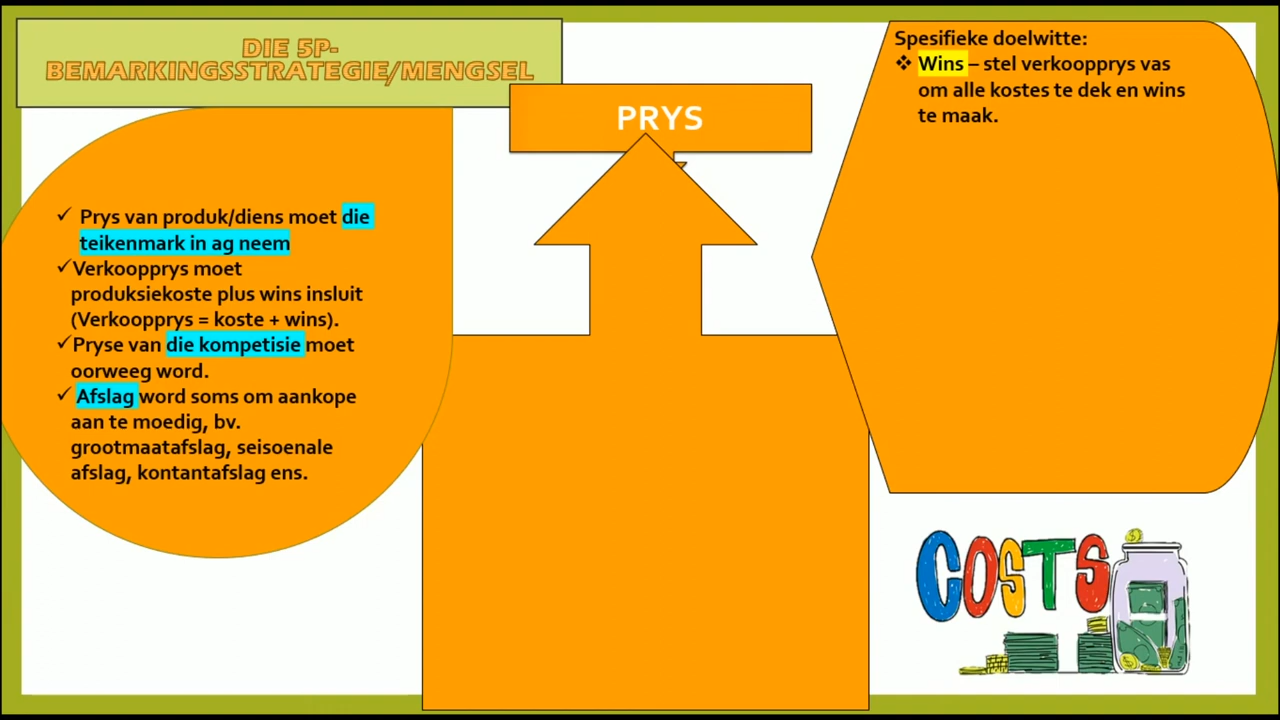 DIE 5P-
BEMARKINGSSTRATEGIE/MENGSEL
PRYS
Prys van produk/diens moet die
teikenmark in ag neem
Verkoopprys moet
produksiekoste plus wins insluit
(Verkoopprys = koste + wins).
Pryse van die kompetisie moet
oorweeg word.
Afslag word soms om aankope
aan te moedig, bv.
grootmaatafslag, seisoenale
afslag, kontantafslag ens.
Spesifieke doelwitte:
Wins – stel verkoopprys vas
om alle kostes te dek en wins
te maak.
COSTS